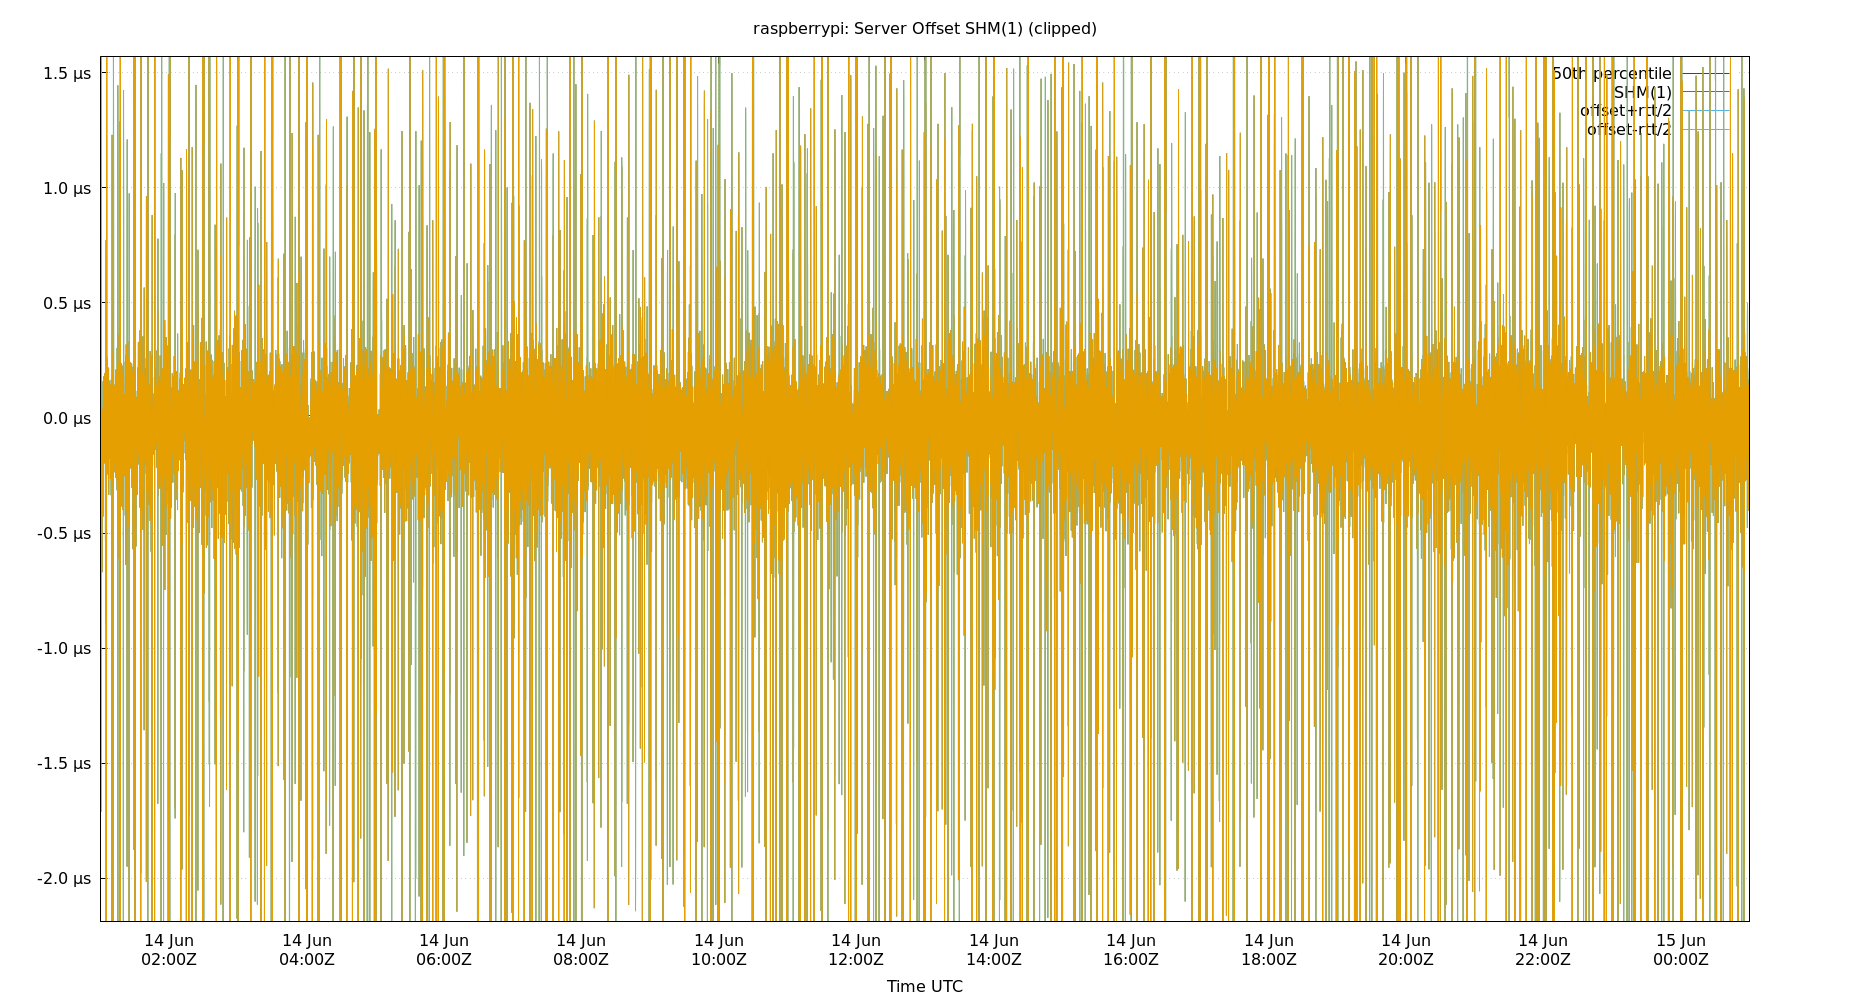 raspberrypi: Server Offset SHM(1) (clipped)
1.5 µs
1.0 µs
0.5 µs
0.0 µs
-0.5 µs
-1.0 µs
-1.5 µs
-2.0 µs
50th percentile
SHM(1)
offset+rtt/2
offset-rtt/2
14 Jun 14 Jun 14 Jun 14 Jun 14 Jun 14 Jun 14 Jun 14 Jun 14 Jun 14 Jun 14 Jun 15 Jun
02:00Z 04:00Z 06:00Z 08:00Z 10:00Z 12:00Z 14:00Z 16:00Z 18:00Z 20:00Z 22:00Z 00:00Z
Time UTC